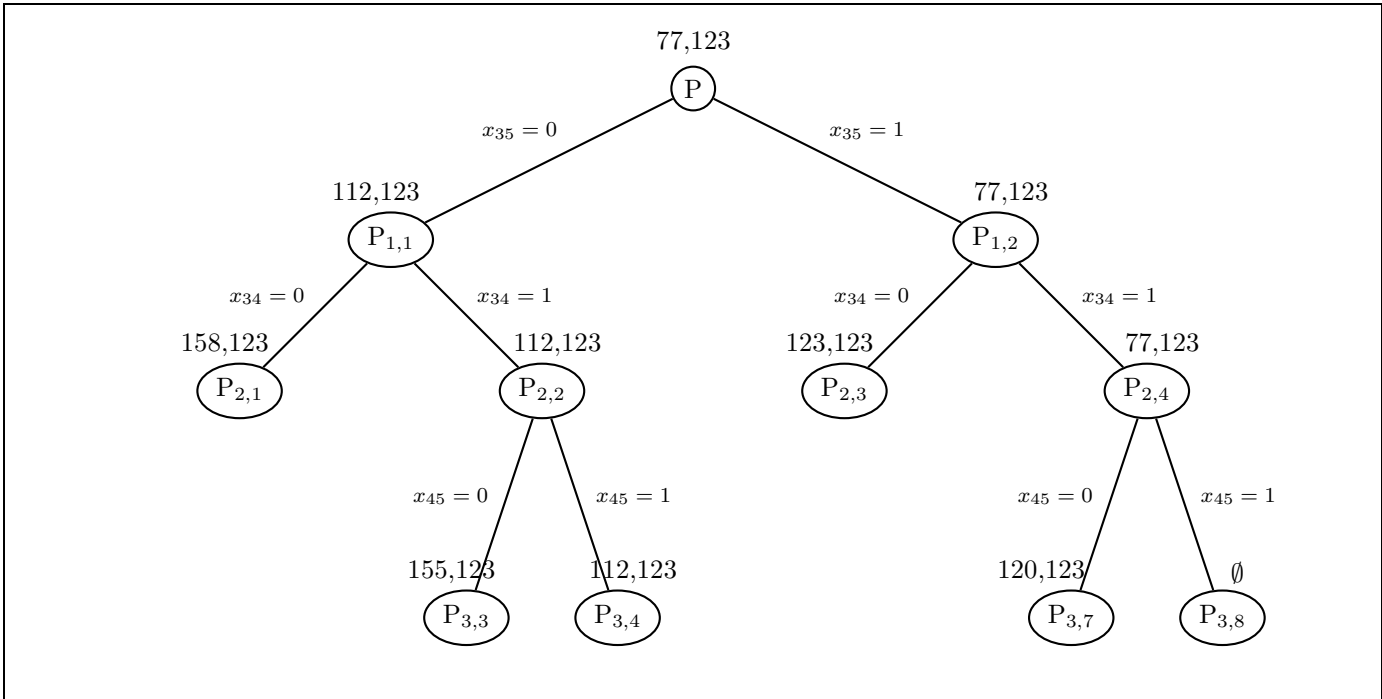 77,123
P
x₃₅ = 0
x₃₅ = 1
112,123
77,123
P₁,₁
P₁,₂
x₃₄ = 0
x₃₄ = 1
x₃₄ = 0
x₃₄ = 1
158,123
112,123
123,123
77,123
P₂,₁
P₂,₂
P₂,₃
P₂,₄
x₄₅ = 0
x₄₅ = 1
x₄₅ = 0
x₄₅ = 1
155,123
112,123
120,123
∅
P₃,₃
P₃,₄
P₃,₇
P₃,₈